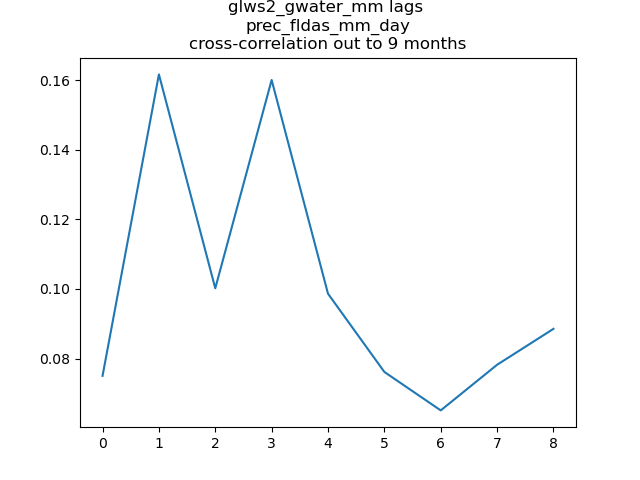 glws2_gwater_mm lags
prec_fldas_mm_day
cross-correlation out to 9 months
0.16
0.14
0.12
0.10
0.08
0 1 2 3 4 5 6 7 8